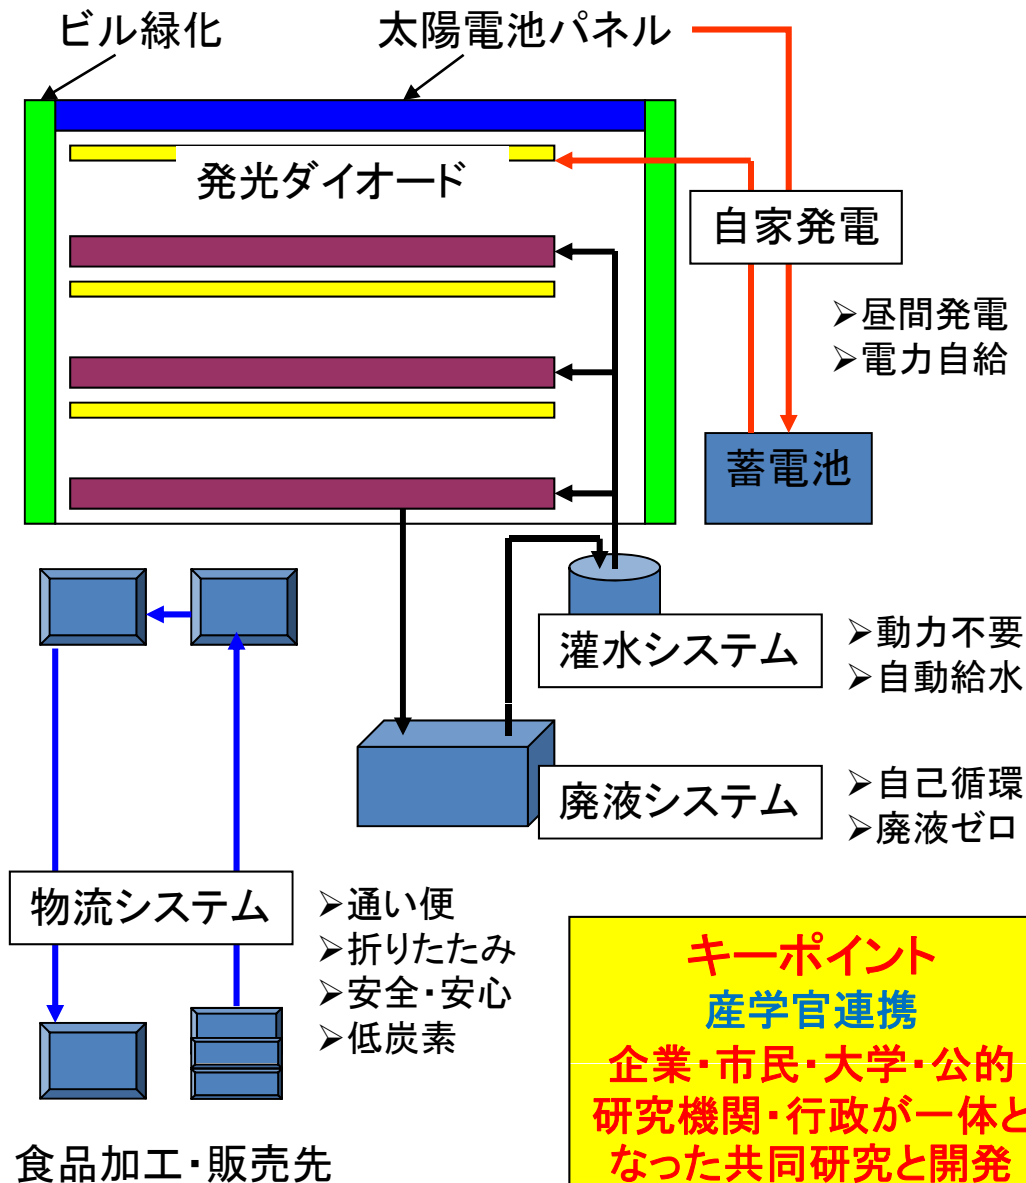 ビル緑化
太陽電池パネル
発光ダイオード
自家発電
➢昼間発電
➢電力自給
蓄電池
灌水システム
➢動力不要
➢自動給水
廃液システム
➢自己循環
➢廃液ゼロ
物流システム
➢通い便
➢折りたたみ
➢安全・安心
➢低炭素
キーポイント
産学官連携
企業・市民・大学・公的
研究機関・行政が一体と
なった共同研究と開発
食品加工・販売先